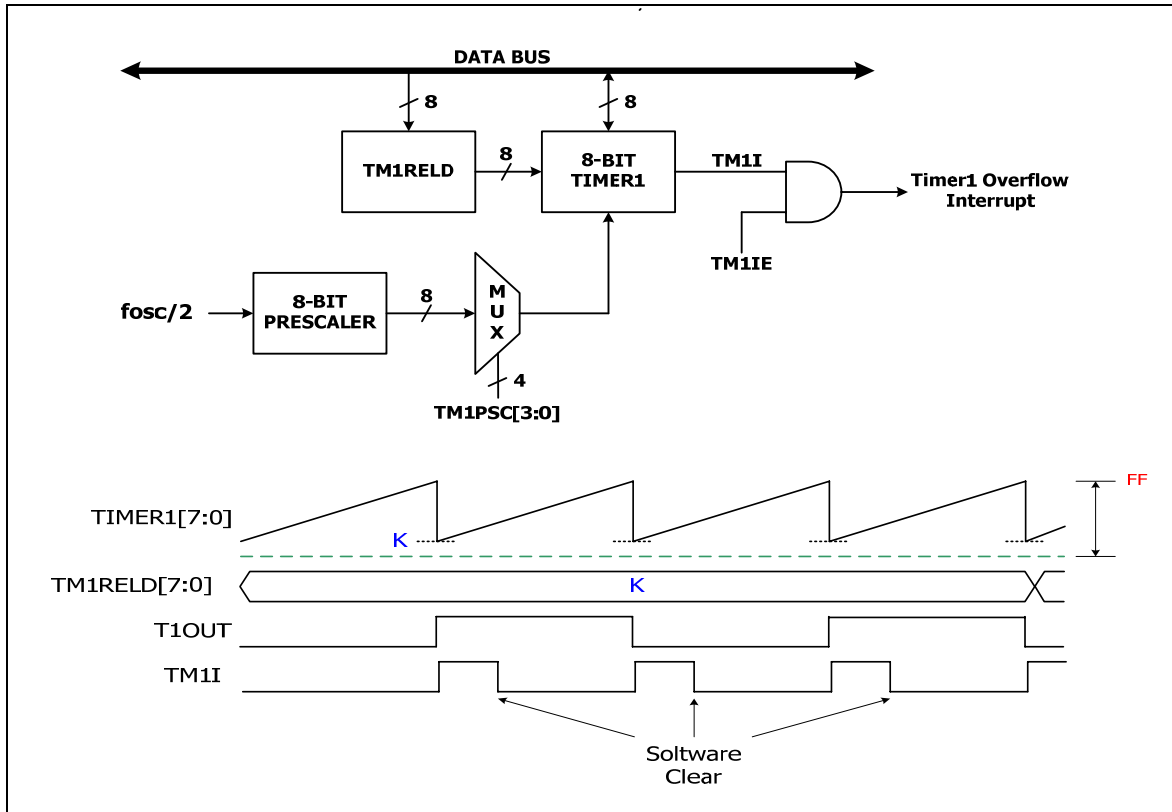 DATA BUS
8
8
TM1RELD
8
8-BIT
TIMER1
TM1I
Timer1 Overflow
Interrupt
TM1IE
fosc/2
8-BIT
PRESCALER
8
M
U
X
4
TM1PSC[3:0]
TIMER1[7:0]
K
FF
TM1RELD[7:0]
K
T1OUT
TM1I
Soltware
Clear